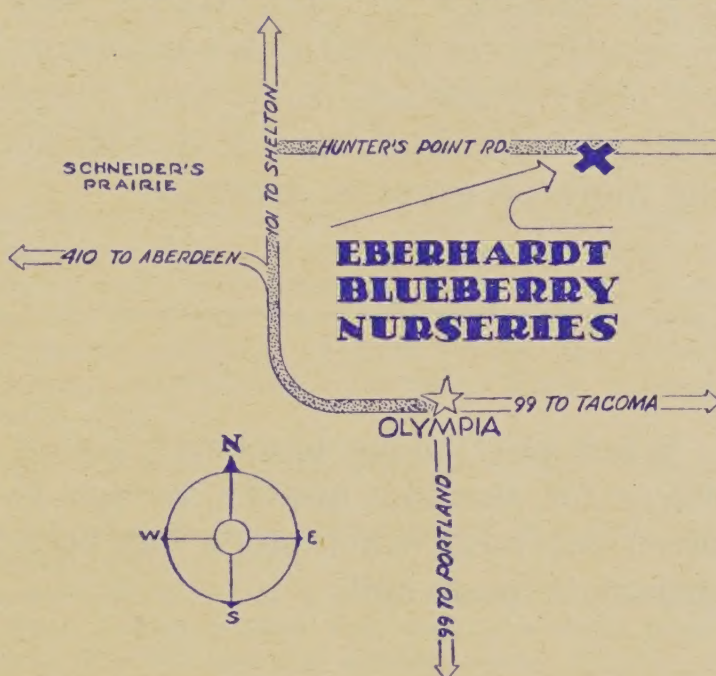 101 TO SHELTON
HUNTER'S POINT RD.
SCHNEIDER'S
PRAIRIE
410 TO ABERDEEN
EBERHARDT
BLUEBERRY
NURSERIES
99 TO TACOMA
OLYMPIA
99 TO PORTLAND
N
W
E
S